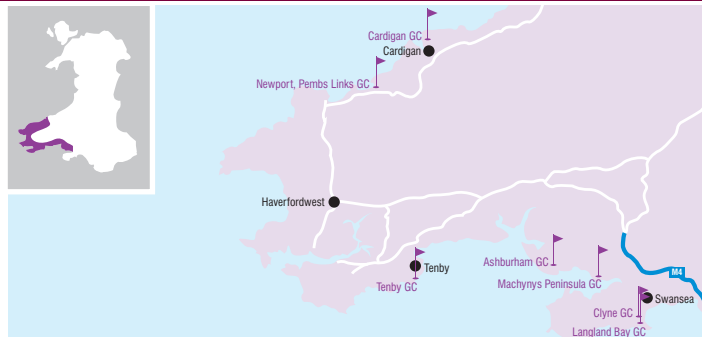 Cardigan GC
Cardigan
Newport, Pembs Links GC
Haverfordwest
Ashburham GC
Tenby
Machynys Peninsula GC
M4
Tenby GC
Swansea
Clyne GC
Langland Bay GC